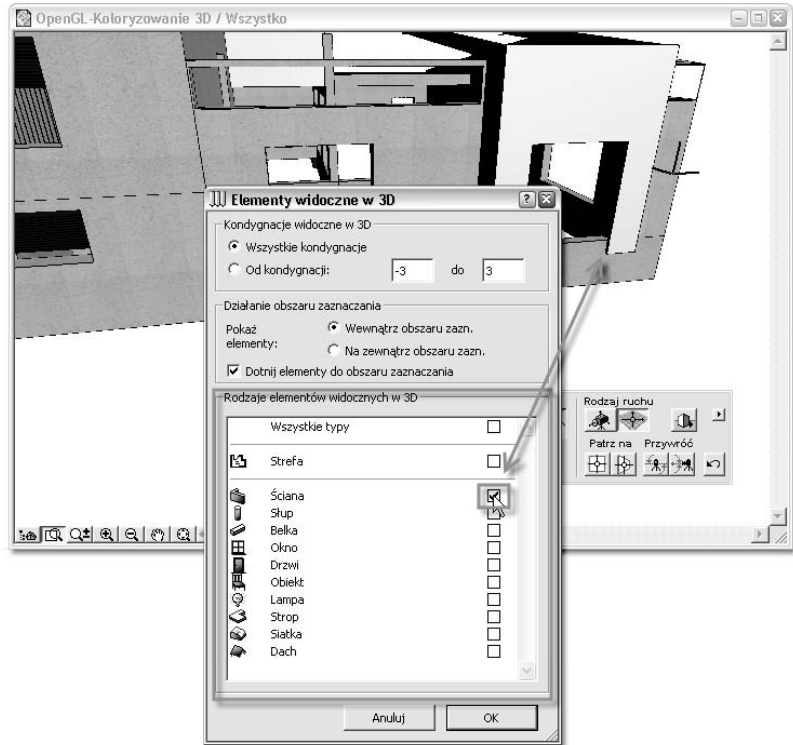 OpenGL-Koloryzowanie 3D / Wszystko
Elementy widoczne w 3D
Kondygnacje widoczne w 3D
Wszystkie kondygnacje
Od kondygnacji: -3 do 3
Działanie obszaru zaznaczania
Pokaż elementy:
Wewnątrz obszaru zazn.
Na zewnątrz obszaru zazn.
Dotnij elementy do obszaru zaznaczania
Rodzaje elementów widocznych w 3D
Wszystkie typy
Strefa
Ściana
Słup
Belka
Okno
Drzwi
Obiekt
Lampa
Strop
Siatka
Dach
Anuluj OK
Rodzaj ruchu
Patrz na Przywróć